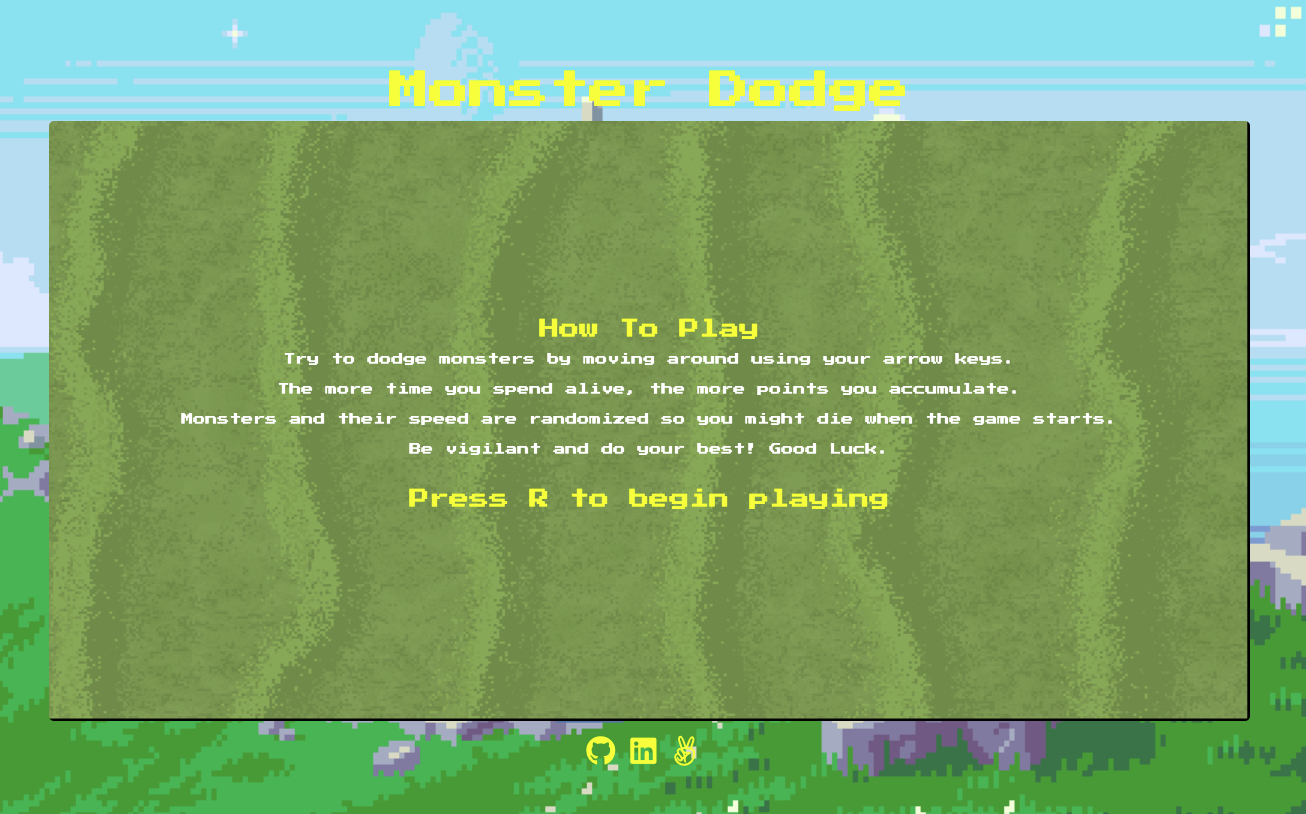 Monster Dodge
How To Play
Try to dodge monsters by moving around using your arrow keys.
The more time you spend alive, the more points you accumulate.
Monsters and their speed are randomized so you might die when the game starts.
Be vigilant and do your best! Good Luck.
Press R to begin playing
in